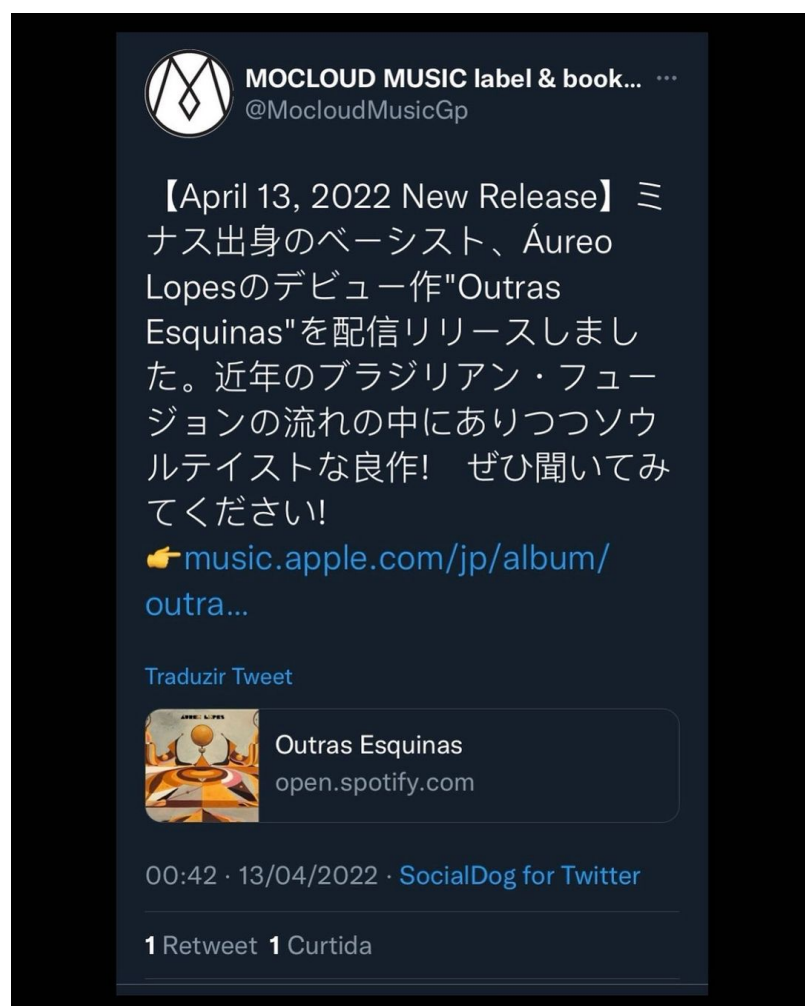 MOCLOUD MUSIC label & book... ···
@MocloudMusicGp
【April 13, 2022 New Release】ミ
ナス出身のベーシスト、Áureo
Lopesのデビュー作"Outras
Esquinas"を配信リリースしまし
た。近年のブラジリアン・フュー
ジョンの流れの中にありつつソウ
ルテイストな良作!　ぜひ聞いてみ
てください!
👉music.apple.com/jp/album/
outra...
Traduzir Tweet
ÁUREO LOPES
Outras Esquinas
open.spotify.com
00:42 · 13/04/2022 · SocialDog for Twitter
1 Retweet 1 Curtida